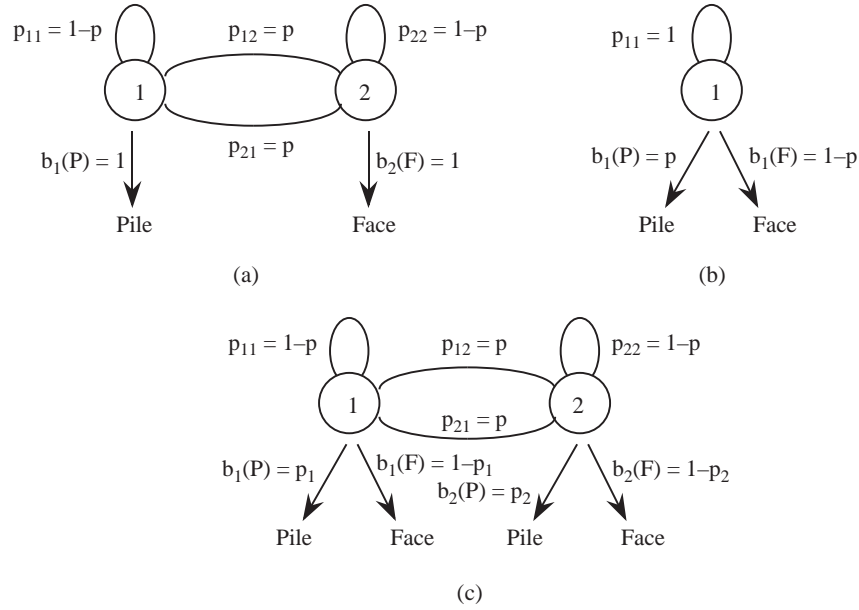 p₁₁ = 1–p
p₁₂ = p
p₂₂ = 1–p
1
2
p₂₁ = p
b₁(P) = 1
b₂(F) = 1
Pile
Face
(a)
p₁₁ = 1
1
b₁(P) = p
b₁(F) = 1–p
Pile
Face
(b)
p₁₁ = 1–p
p₁₂ = p
p₂₂ = 1–p
1
2
p₂₁ = p
b₁(P) = p₁
b₁(F) = 1–p₁
b₂(P) = p₂
b₂(F) = 1–p₂
Pile
Face
Pile
Face
(c)